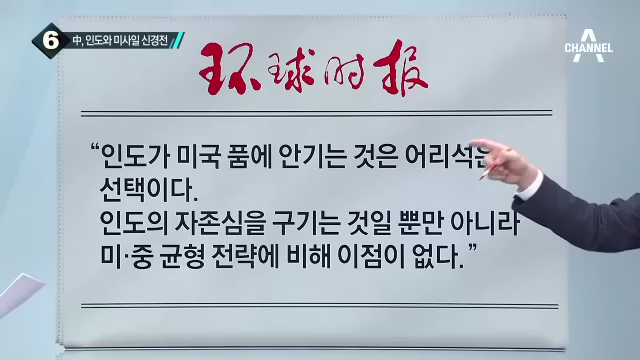 6 中, 인도와 미사일 신경전
CHANNEL A
环球时报
“인도가 미국 품에 안기는 것은 어리석은
선택이다.
인도의 자존심을 구기는 것일 뿐만 아니라
미·중 균형 전략에 비해 이점이 없다.”